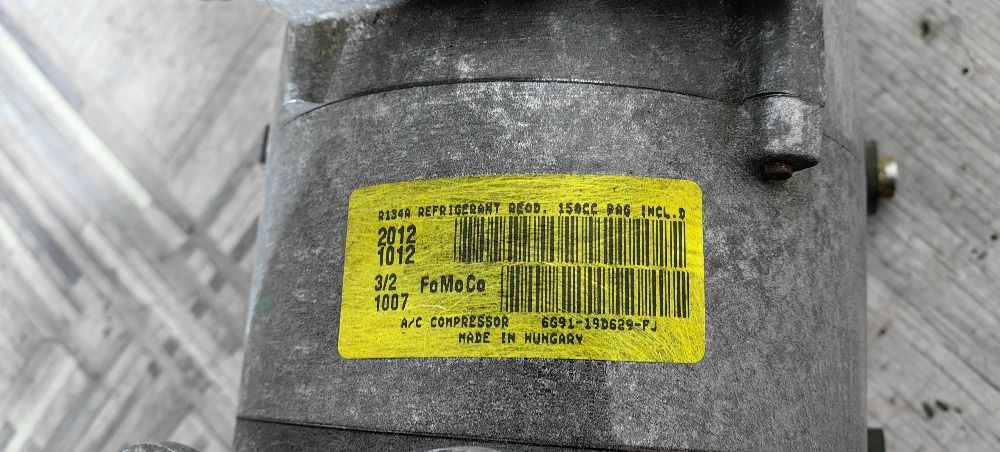 R134A REFRIGERANT REQD. 150CC PAG INCL.D
2012
1012
3/2 FoMoCo
1007
A/C COMPRESSOR 6G91-19D629-FJ
MADE IN HUNGARY